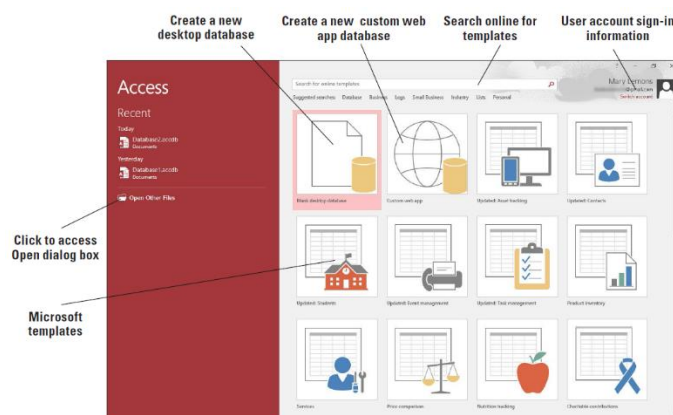 Create a new
desktop database
Create a new custom web
app database
Search online for
templates
User account sign-in
information
Access
Search for online templates
Mary Lemons
Switch account
Suggested searches: Database Business Logs Small Business Industry Lists Personal
Recent
Today
Database2.accdb
Documents
Yesterday
Database1.accdb
Documents
Open Other Files
Blank desktop database
Custom web app
Updated: Asset tracking
Updated: Contacts
Click to access
Open dialog box
Microsoft
templates
Updated: Students
Updated: Event management
Updated: Task management
Product inventory
Services
Price comparison
Nutrition tracking
Charitable contributions